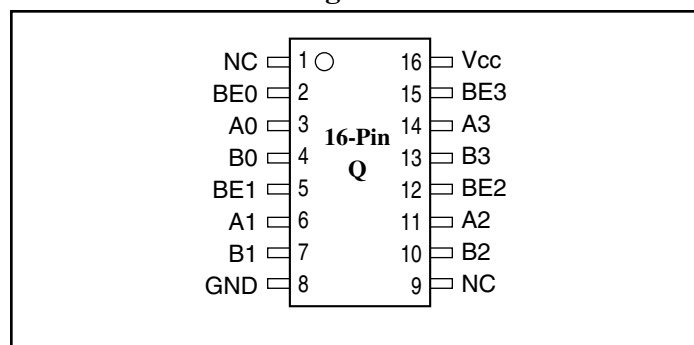 NC 1 16 Vcc
BE0 2 15 BE3
A0 3 14 A3
16-Pin
B0 4 13 B3
Q
BE1 5 12 BE2
A1 6 11 A2
B1 7 10 B2
GND 8 9 NC